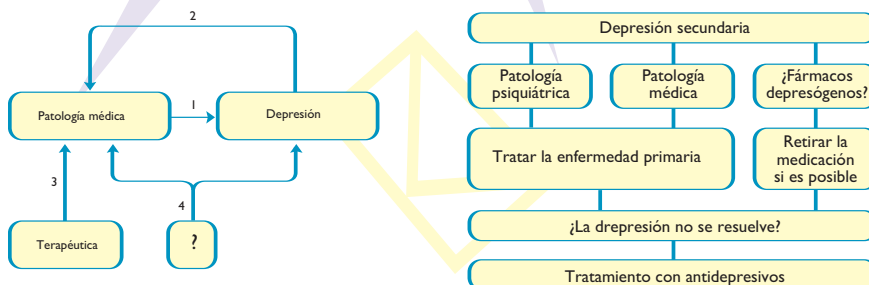 2
Patología médica
1
Depresión
3
4
Terapéutica
?
Depresión secundaria
Patología
psiquiátrica
Patología
médica
¿Fármacos
depresógenos?
Tratar la enfermedad primaria
Retirar la
medicación
si es posible
¿La drepresión no se resuelve?
Tratamiento con antidepresivos